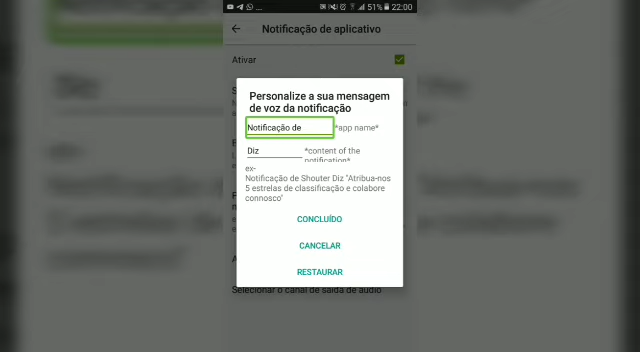 ... 51% 22:00
Notificação de aplicativo
Ativar
Personalize a sua mensagem
de voz da notificação
Notificação de *app name*
Diz *content of the
notification*
ex-
Notificação de Shouter Diz "Atribua-nos
5 estrelas de classificação e colabore
connosco"
CONCLUÍDO
CANCELAR
RESTAURAR
Selecionar o canal de saída de áudio